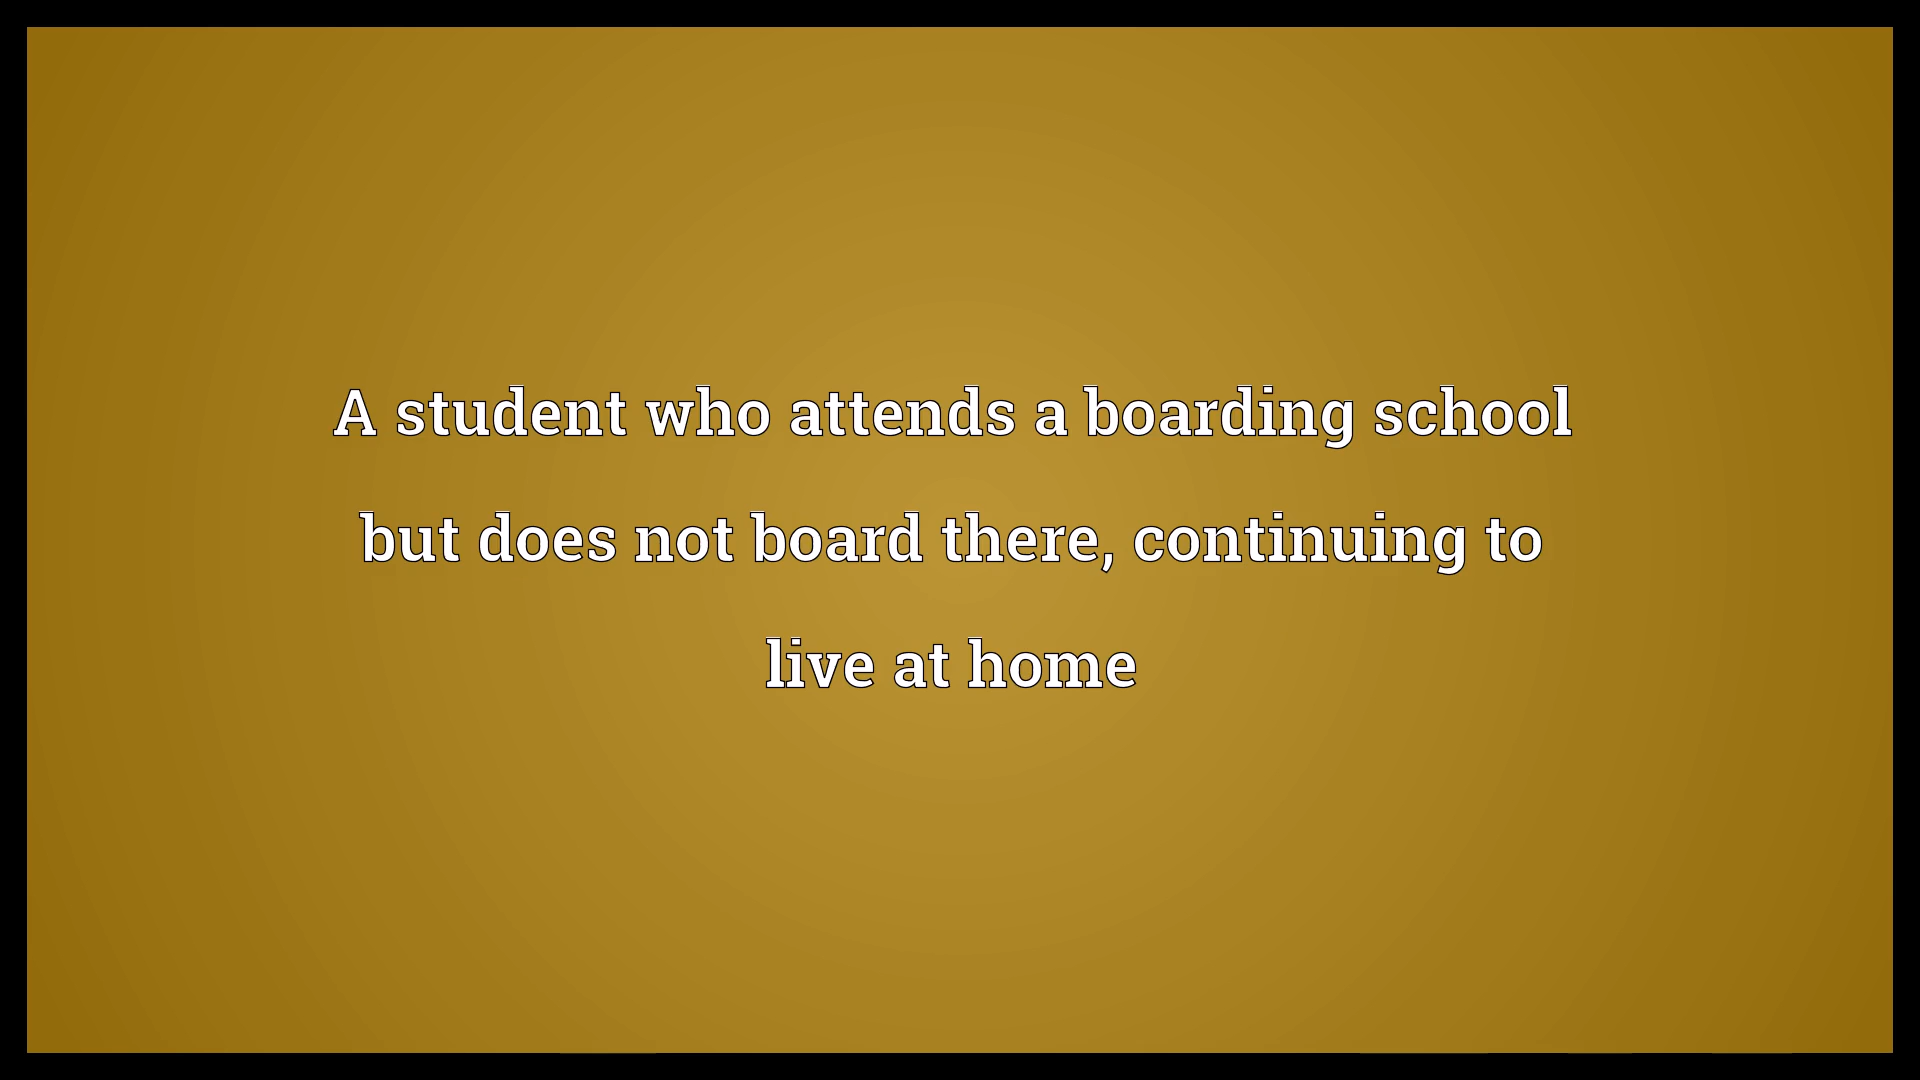 A student who attends a boarding school
but does not board there, continuing to
live at home